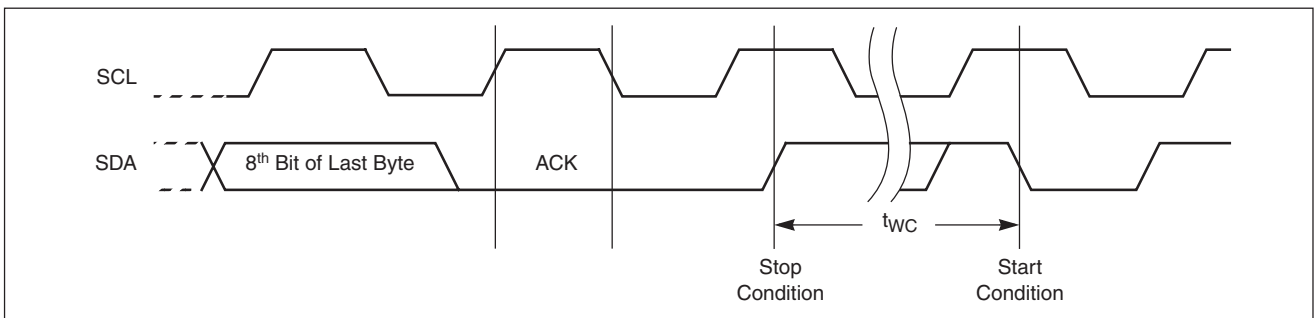 SCL
SDA
8th Bit of Last Byte
ACK
tWC
Stop
Condition
Start
Condition